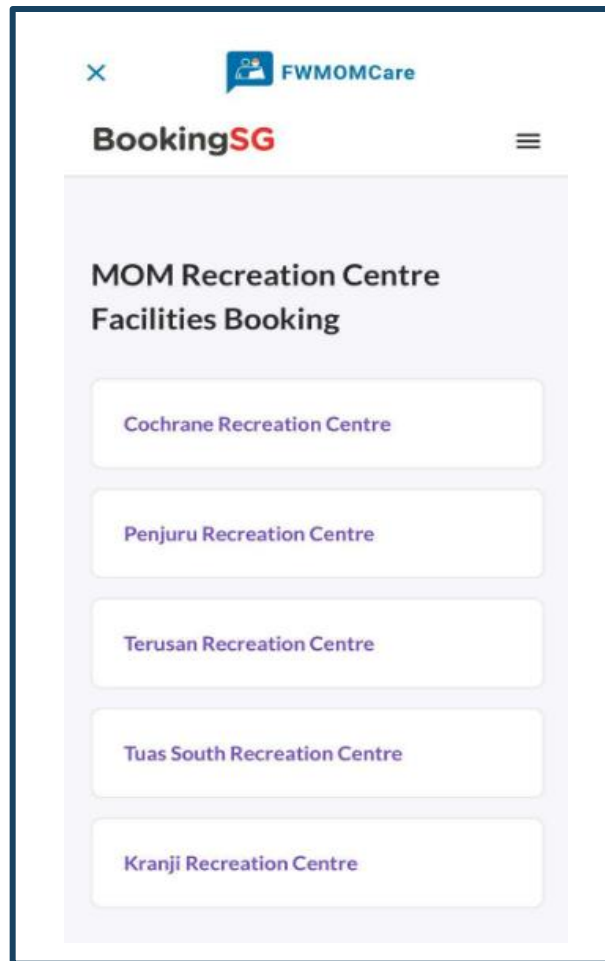 FWMOMCare
BookingSG
MOM Recreation Centre
Facilities Booking
Cochrane Recreation Centre
Penjuru Recreation Centre
Terusan Recreation Centre
Tuas South Recreation Centre
Kranji Recreation Centre